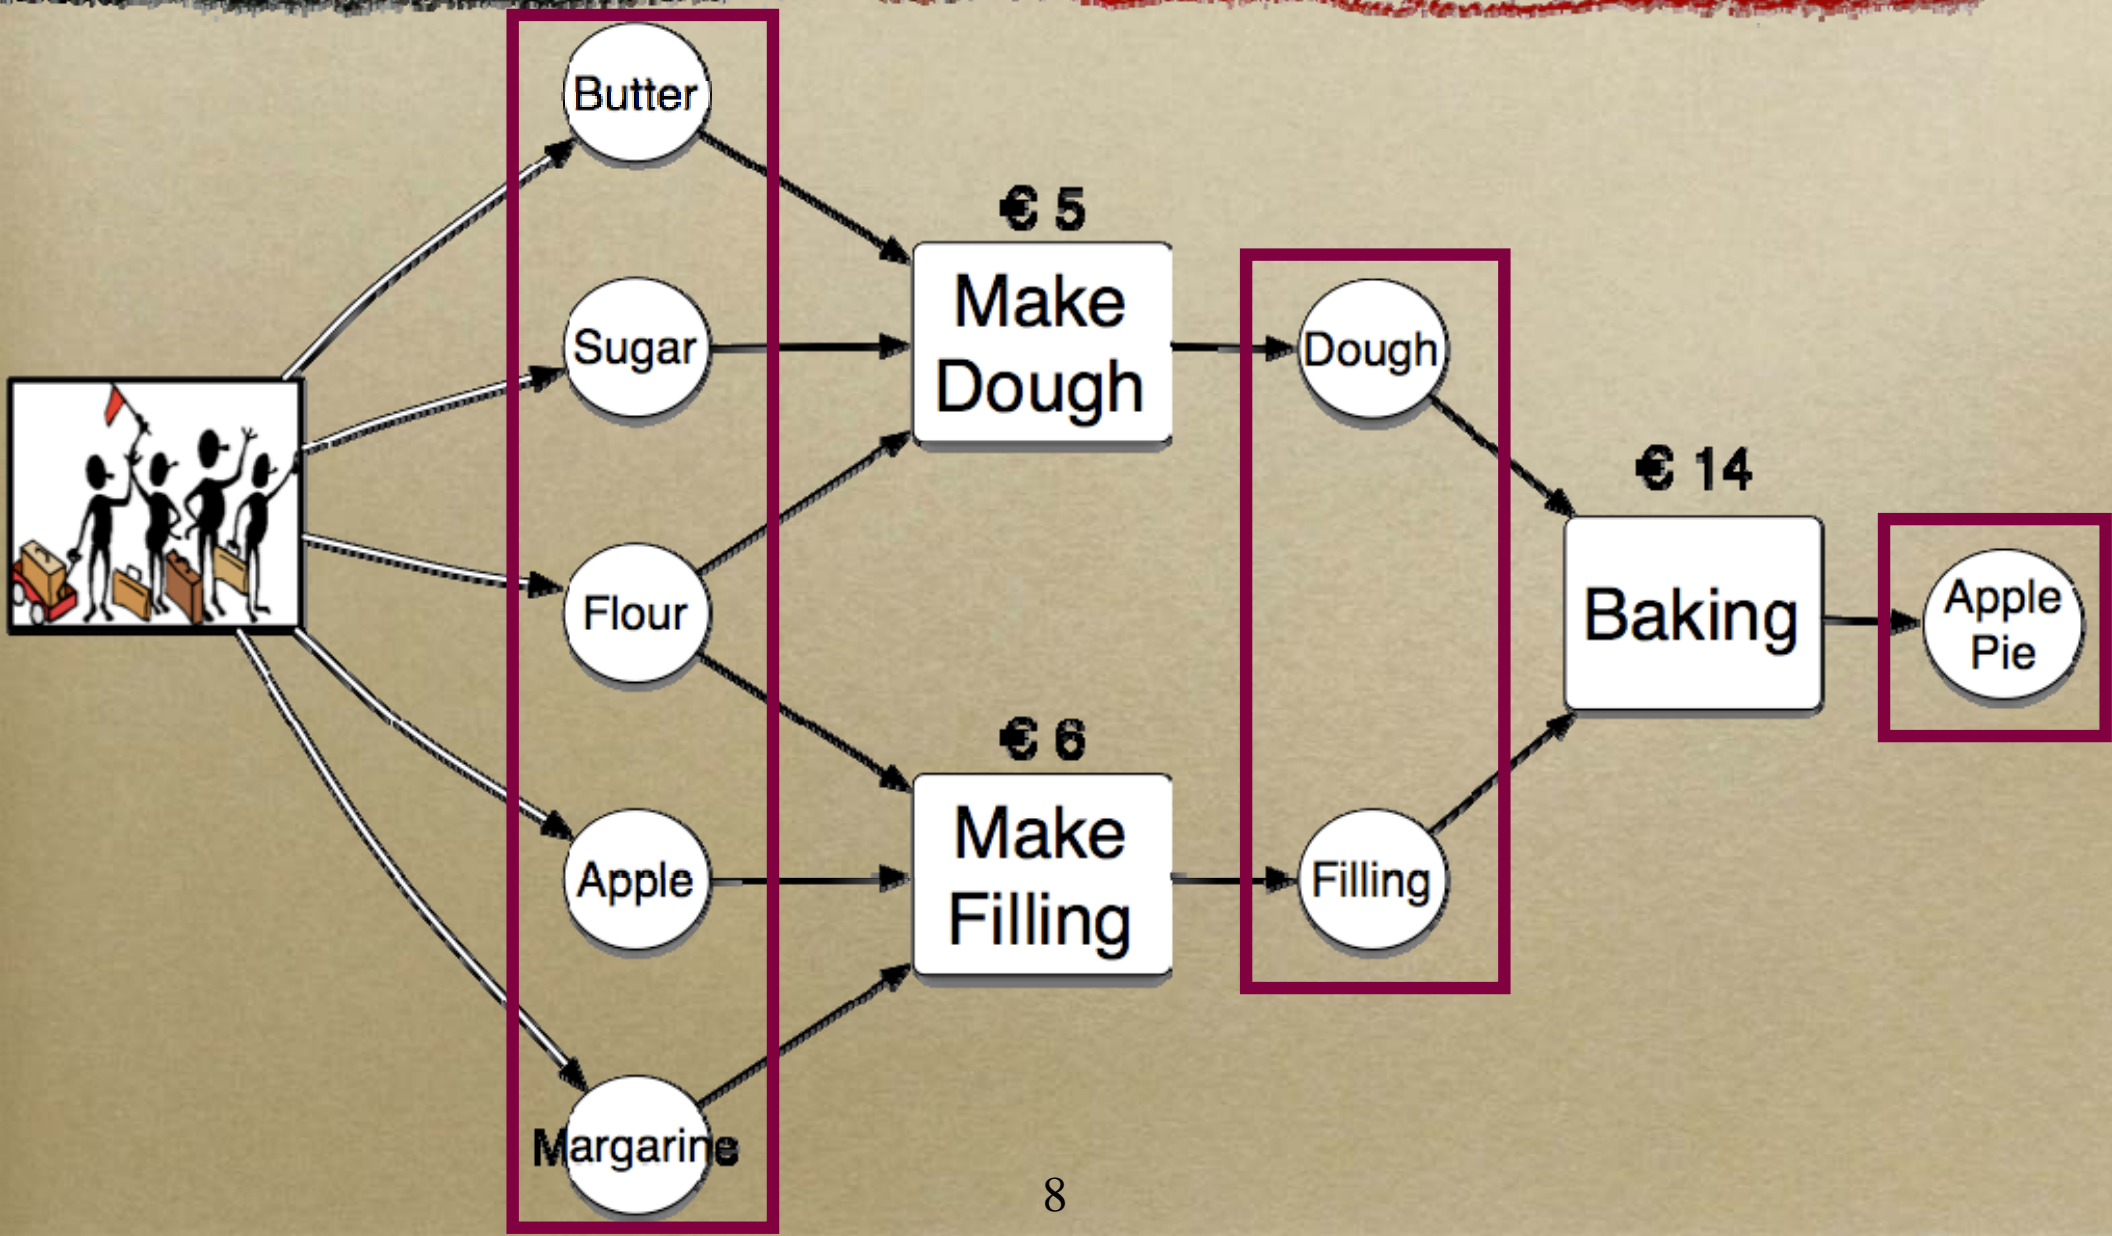 Butter
€ 5
Sugar
Make
Dough
Dough
€ 14
Flour
Baking
Apple
Pie
€ 6
Apple
Make
Filling
Filling
Margarine
8